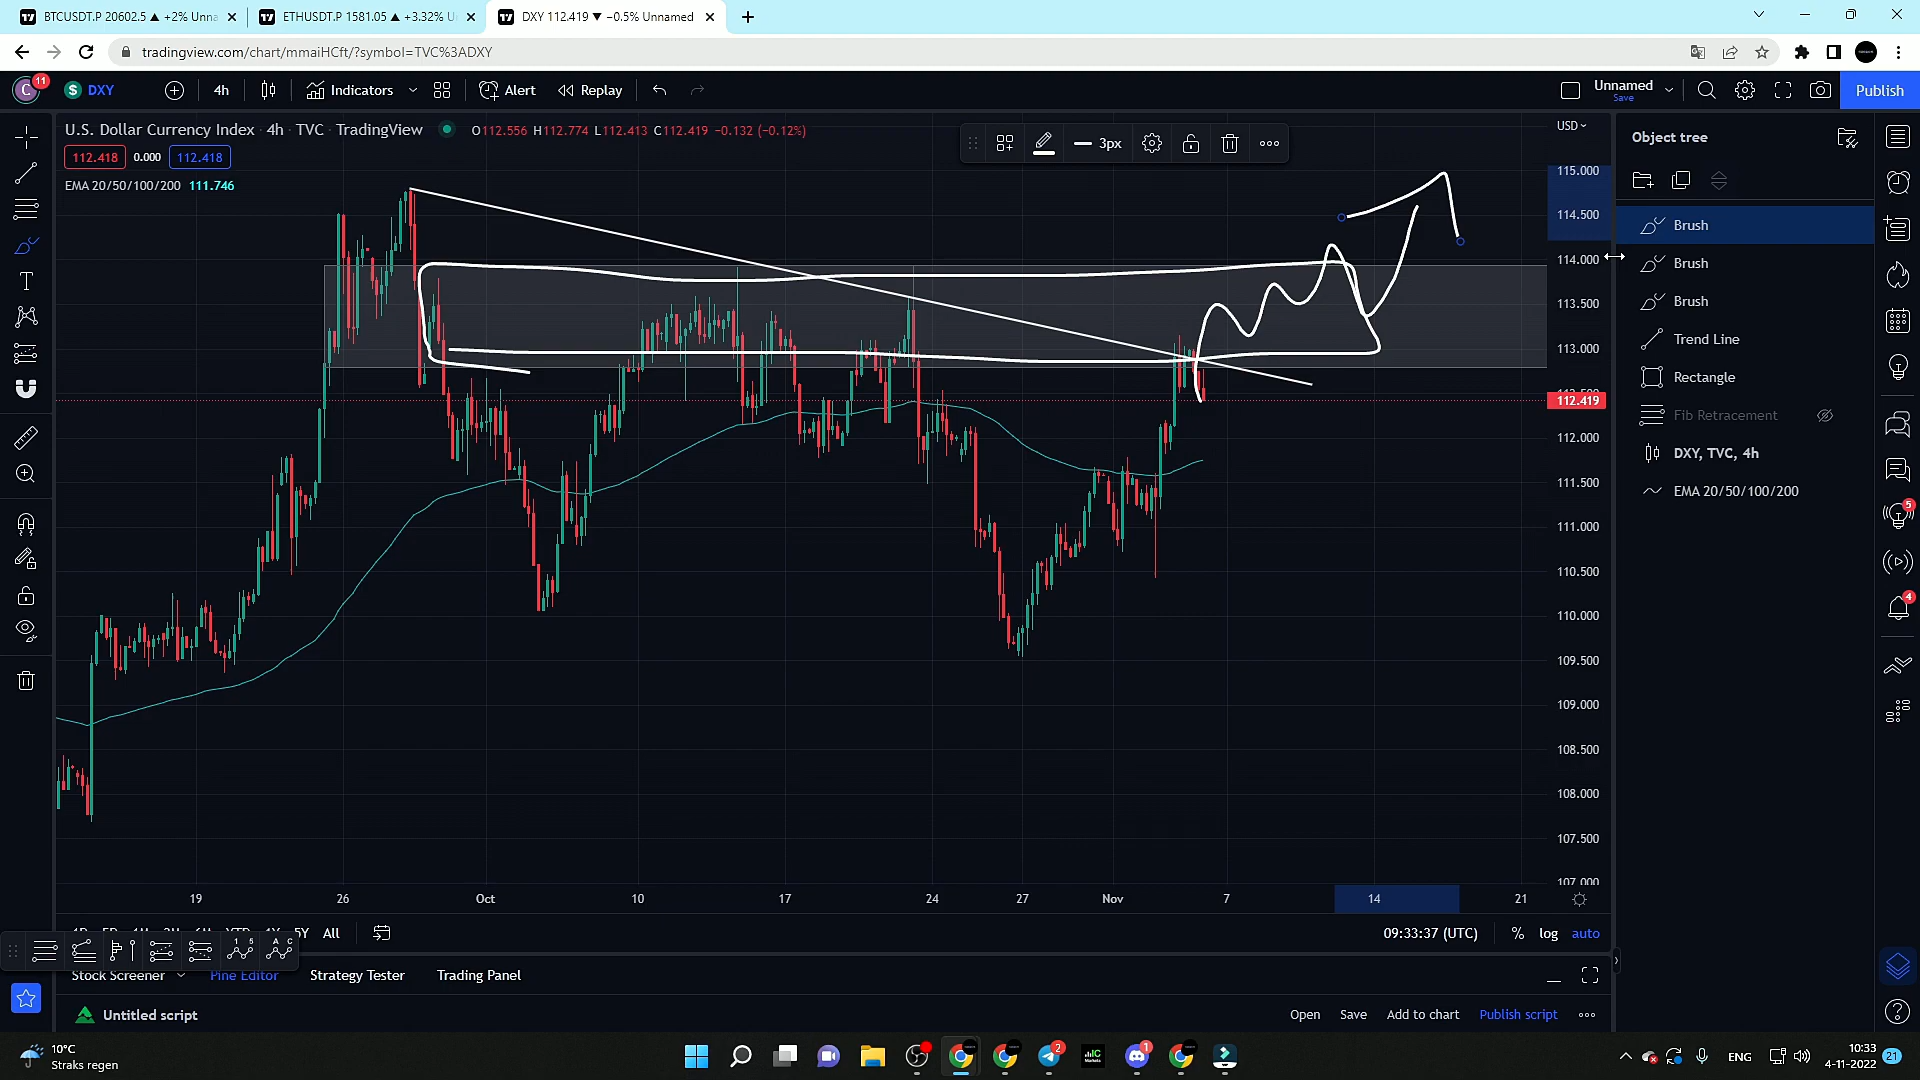 BTCUSDT.P 20602.5 ▲ +2% Unna
ETHUSDT.P 1581.05 ▲ +3.32% U
DXY 112.419 ▼ −0.5% Unnamed
tradingview.com/chart/mmaiHCft/?symbol=TVC%3ADXY
C 11
$ DXY
4h
Indicators
Alert
Replay
Unnamed
Save
Publish
U.S. Dollar Currency Index · 4h · TVC · TradingView
O112.556 H112.774 L112.413 C112.419 −0.132 (−0.12%)
112.418 0.000 112.418
EMA 20/50/100/200 111.746
3px
USD
115.000
114.500
114.000
113.500
113.000
112.419
112.000
111.500
111.000
110.500
110.000
109.500
109.000
108.500
108.000
107.500
107.000
19 26 Oct 10 17 24 27 Nov 7 14 21
5Y All
09:33:37 (UTC) % log auto
Stock Screener Pine Editor Strategy Tester Trading Panel
Untitled script
Open Save Add to chart Publish script
Object tree
Brush
Brush
Brush
Trend Line
Rectangle
Fib Retracement
DXY, TVC, 4h
EMA 20/50/100/200
5
4
10°C
Straks regen
2
1
ENG
10:33
4-11-2022
21